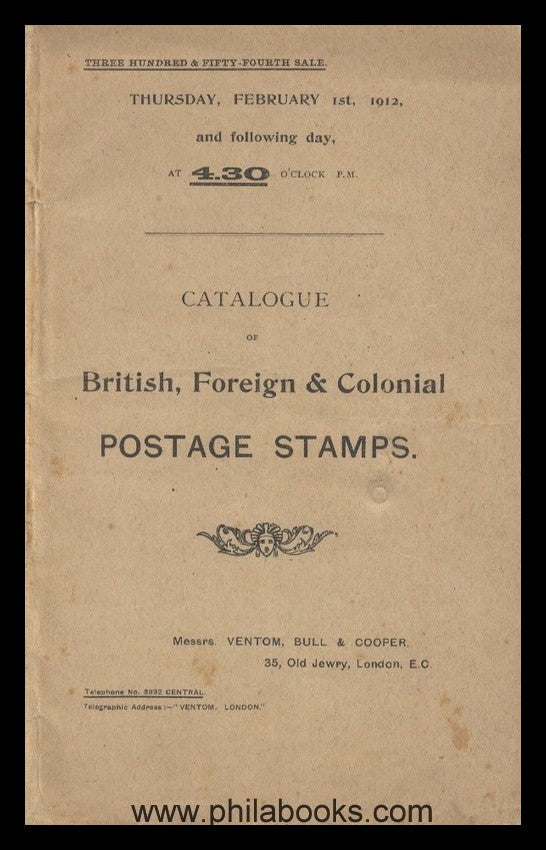 THREE HUNDRED & FIFTY-FOURTH SALE.
THURSDAY, FEBRUARY 1st, 1912,
and following day,
AT 4.30 O'CLOCK P.M.
CATALOGUE
OF
British, Foreign & Colonial
POSTAGE STAMPS.
Messrs. VENTOM, BULL & COOPER.
35, Old Jewry, London, E.C.
Telephone No. 3392 CENTRAL.
Telegraphic Address:—"VENTOM, LONDON."
www.philabooks.com